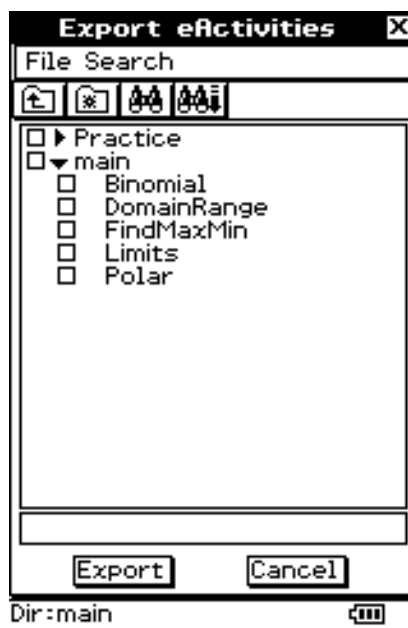 Export eActivities X
File Search
Practice
main
Binomial
DomainRange
FindMaxMin
Limits
Polar
Export Cancel
Dir:main